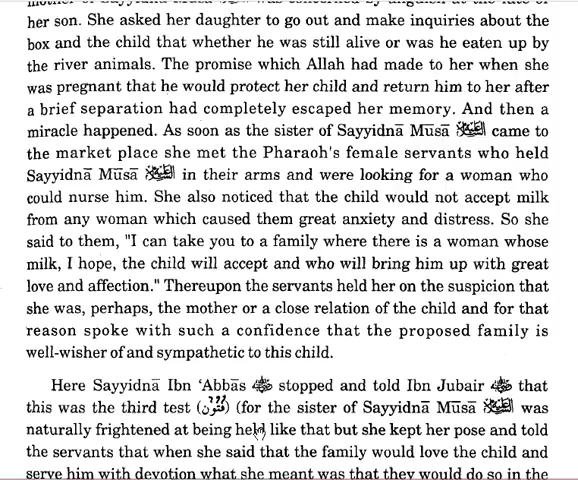 her son. She asked her daughter to go out and make inquiries about the
box and the child that whether he was still alive or was he eaten up by
the river animals. The promise which Allah had made to her when she
was pregnant that he would protect her child and return him to her after
a brief separation had completely escaped her memory. And then a
miracle happened. As soon as the sister of Sayyidnā Mūsā came to
the market place she met the Pharaoh's female servants who held
Sayyidnā Mūsā in their arms and were looking for a woman who
could nurse him. She also noticed that the child would not accept milk
from any woman which caused them great anxiety and distress. So she
said to them, "I can take you to a family where there is a woman whose
milk, I hope, the child will accept and who will bring him up with great
love and affection." Thereupon the servants held her on the suspicion that
she was, perhaps, the mother or a close relation of the child and for that
reason spoke with such a confidence that the proposed family is
well-wisher of and sympathetic to this child.
Here Sayyidnā Ibn ‘Abbās stopped and told Ibn Jubair that
this was the third test (فُتُون) (for the sister of Sayyidnā Mūsā was
naturally frightened at being held like that but she kept her pose and told
the servants that when she said that the family would love the child and
serve him with devotion what she meant was that they would do so in the